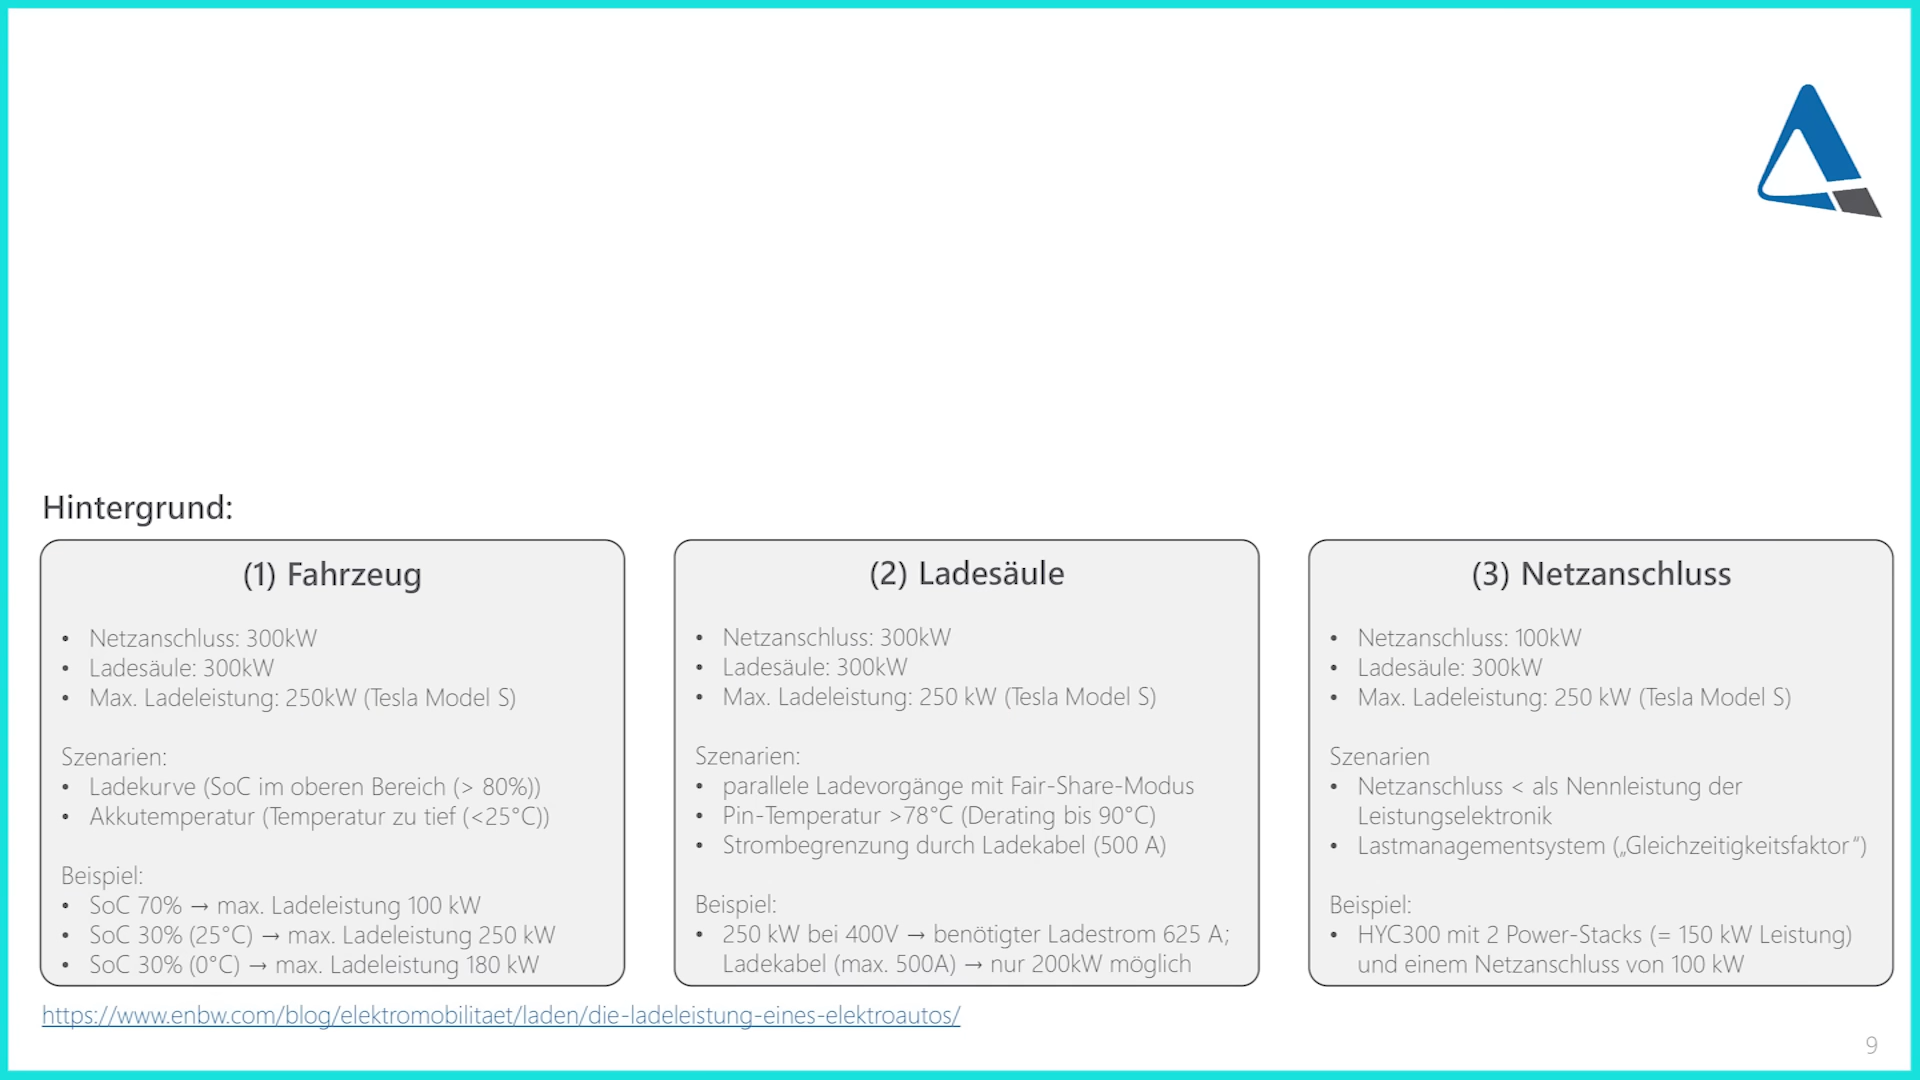 Hintergrund:
(1) Fahrzeug
• Netzanschluss: 300kW
• Ladesäule: 300kW
• Max. Ladeleistung: 250kW (Tesla Model S)
Szenarien:
• Ladekurve (SoC im oberen Bereich (> 80%))
• Akkutemperatur (Temperatur zu tief (<25°C))
Beispiel:
• SoC 70% → max. Ladeleistung 100 kW
• SoC 30% (25°C) → max. Ladeleistung 250 kW
• SoC 30% (0°C) → max. Ladeleistung 180 kW
(2) Ladesäule
• Netzanschluss: 300kW
• Ladesäule: 300kW
• Max. Ladeleistung: 250 kW (Tesla Model S)
Szenarien:
• parallele Ladevorgänge mit Fair-Share-Modus
• Pin-Temperatur >78°C (Derating bis 90°C)
• Strombegrenzung durch Ladekabel (500 A)
Beispiel:
• 250 kW bei 400V → benötigter Ladestrom 625 A;
Ladekabel (max. 500A) → nur 200kW möglich
(3) Netzanschluss
• Netzanschluss: 100kW
• Ladesäule: 300kW
• Max. Ladeleistung: 250 kW (Tesla Model S)
Szenarien
• Netzanschluss < als Nennleistung der
Leistungselektronik
• Lastmanagementsystem („Gleichzeitigkeitsfaktor“)
Beispiel:
• HYC300 mit 2 Power-Stacks (= 150 kW Leistung)
und einem Netzanschluss von 100 kW
https://www.enbw.com/blog/elektromobilitaet/laden/die-ladeleistung-eines-elektroautos/
9